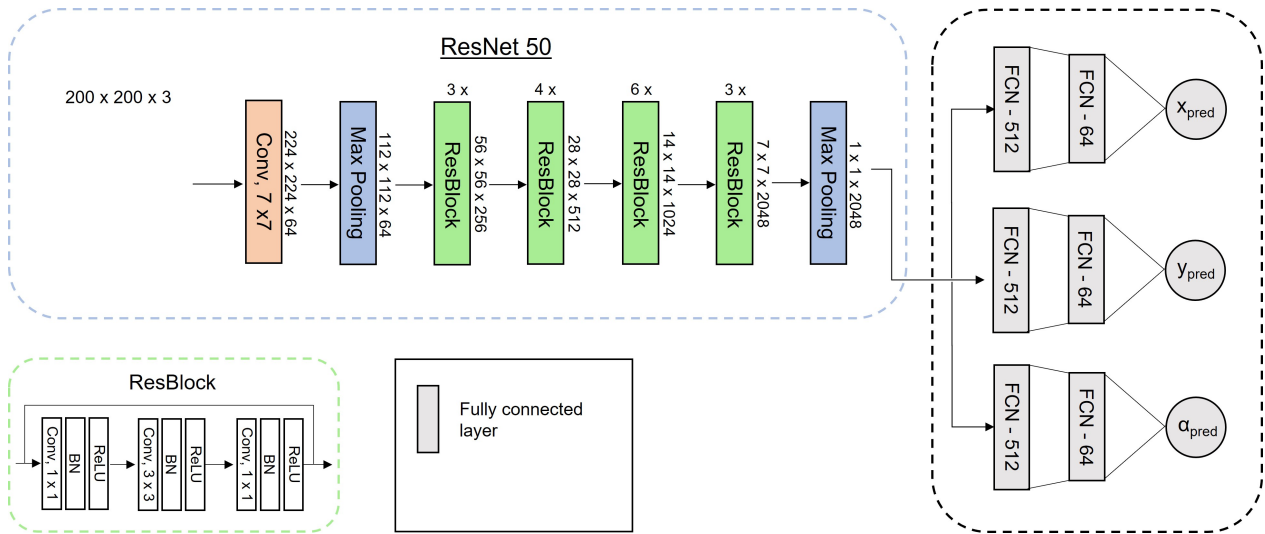 ResNet 50
200 x 200 x 3
Conv, 7 x7
224 x 224 x 64
Max Pooling
112 x 112 x 64
3 x
ResBlock
56 x 56 x 256
4 x
ResBlock
28 x 28 x 512
6 x
ResBlock
14 x 14 x 1024
3 x
ResBlock
7 x 7 x 2048
Max Pooling
1 x 1 x 2048
FCN - 512
FCN - 64
xpred
FCN - 512
FCN - 64
ypred
FCN - 512
FCN - 64
αpred
ResBlock
Conv, 1 x 1
BN
ReLU
Conv, 3 x 3
BN
ReLU
Conv, 1 x 1
BN
ReLU
Fully connected
layer